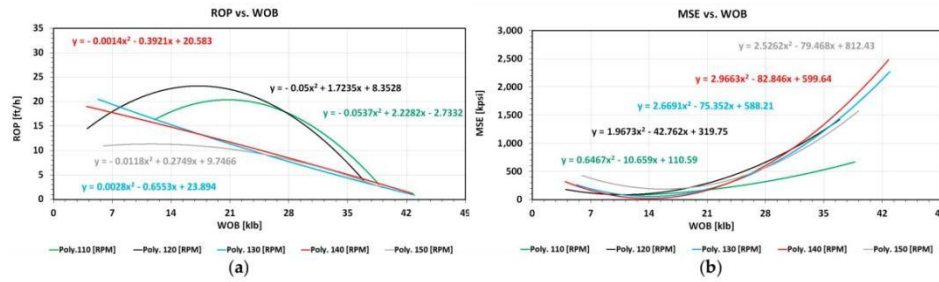 ROP vs. WOB
y = - 0.0014x² - 0.3921x + 20.583
y = - 0.05x² + 1.7235x + 8.3528
y = - 0.0537x² + 2.2282x - 2.7332
y = - 0.0118x² + 0.2749x + 9.7466
y = 0.0028x² - 0.6553x + 23.894
ROP [ft/h]
35
30
25
20
15
10
5
0
0 7 14 21 28 35 42 49
WOB [klb]
Poly.110 [RPM] Poly. 120 [RPM] Poly. 130 [RPM] Poly. 140 [RPM] Poly. 150 [RPM]
(a)
MSE vs. WOB
y = 2.5262x² - 79.468x + 812.43
y = 2.9663x² - 82.846x + 599.64
y = 2.6691x² - 75.352x + 588.21
y = 1.9673x² - 42.762x + 319.75
y = 0.6467x² - 10.659x + 110.59
MSE [kpsi]
3,000
2,500
2,000
1,500
1,000
500
0
0 7 14 21 28 35 42 49
WOB [klb]
Poly.110 [RPM] Poly. 120 [RPM] Poly. 130 [RPM] Poly. 140 [RPM] Poly. 150 [RPM]
(b)